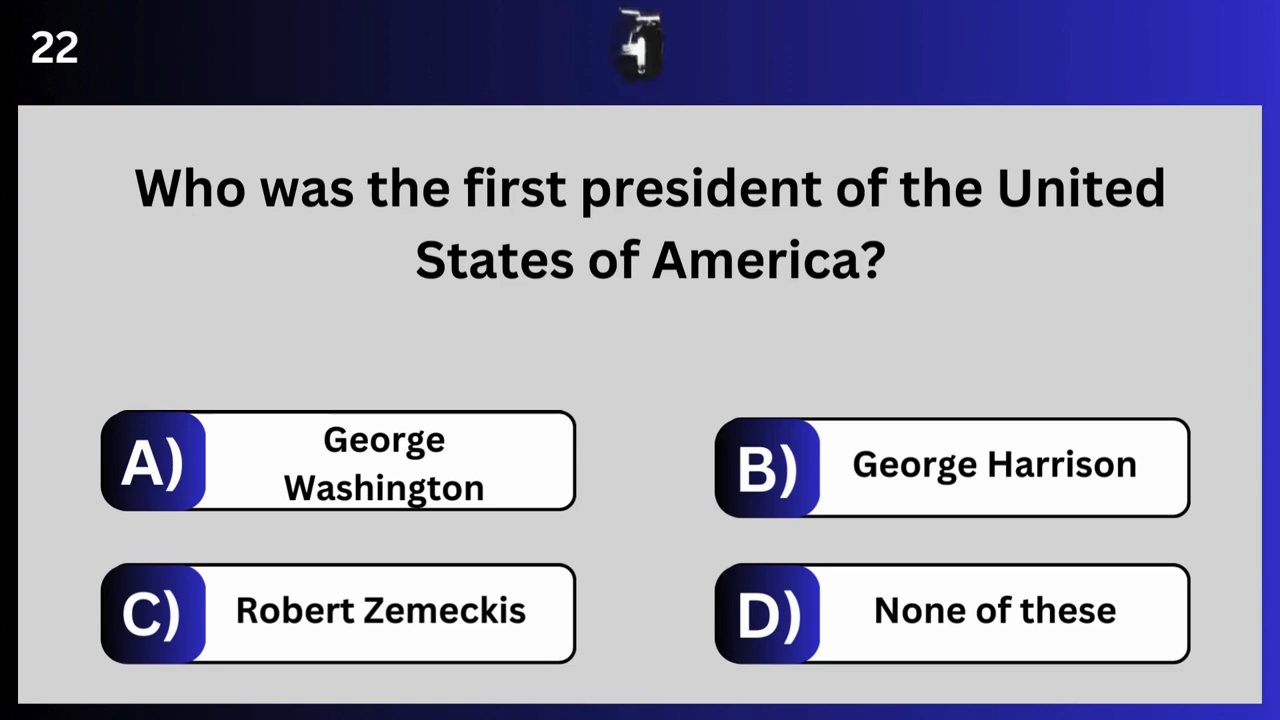 22
Who was the first president of the United
States of America?
A)
George
Washington
B)
George Harrison
C)
Robert Zemeckis
D)
None of these